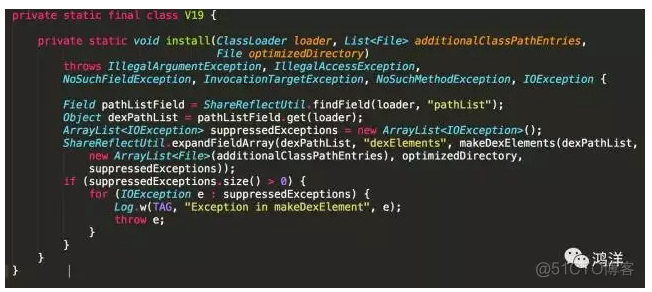 private static final class V19 {
private static void install(ClassLoader loader, List<File> additionalClassPathEntries,
File optimizedDirectory)
throws IllegalArgumentException, IllegalAccessException,
NoSuchFieldException, InvocationTargetException, NoSuchMethodException, IOException {
Field pathListField = ShareReflectUtil.findField(loader, "pathList");
Object dexPathList = pathListField.get(loader);
ArrayList<IOException> suppressedExceptions = new ArrayList<IOException>();
ShareReflectUtil.expandFieldArray(dexPathList, "dexElements", makeDexElements(dexPathList,
new ArrayList<File>(additionalClassPathEntries), optimizedDirectory,
suppressedExceptions));
if (suppressedExceptions.size() > 0) {
for (IOException e : suppressedExceptions) {
Log.w(TAG, "Exception in makeDexElement", e);
throw e;
}
}
}
}
鸿洋
@51CTO博客